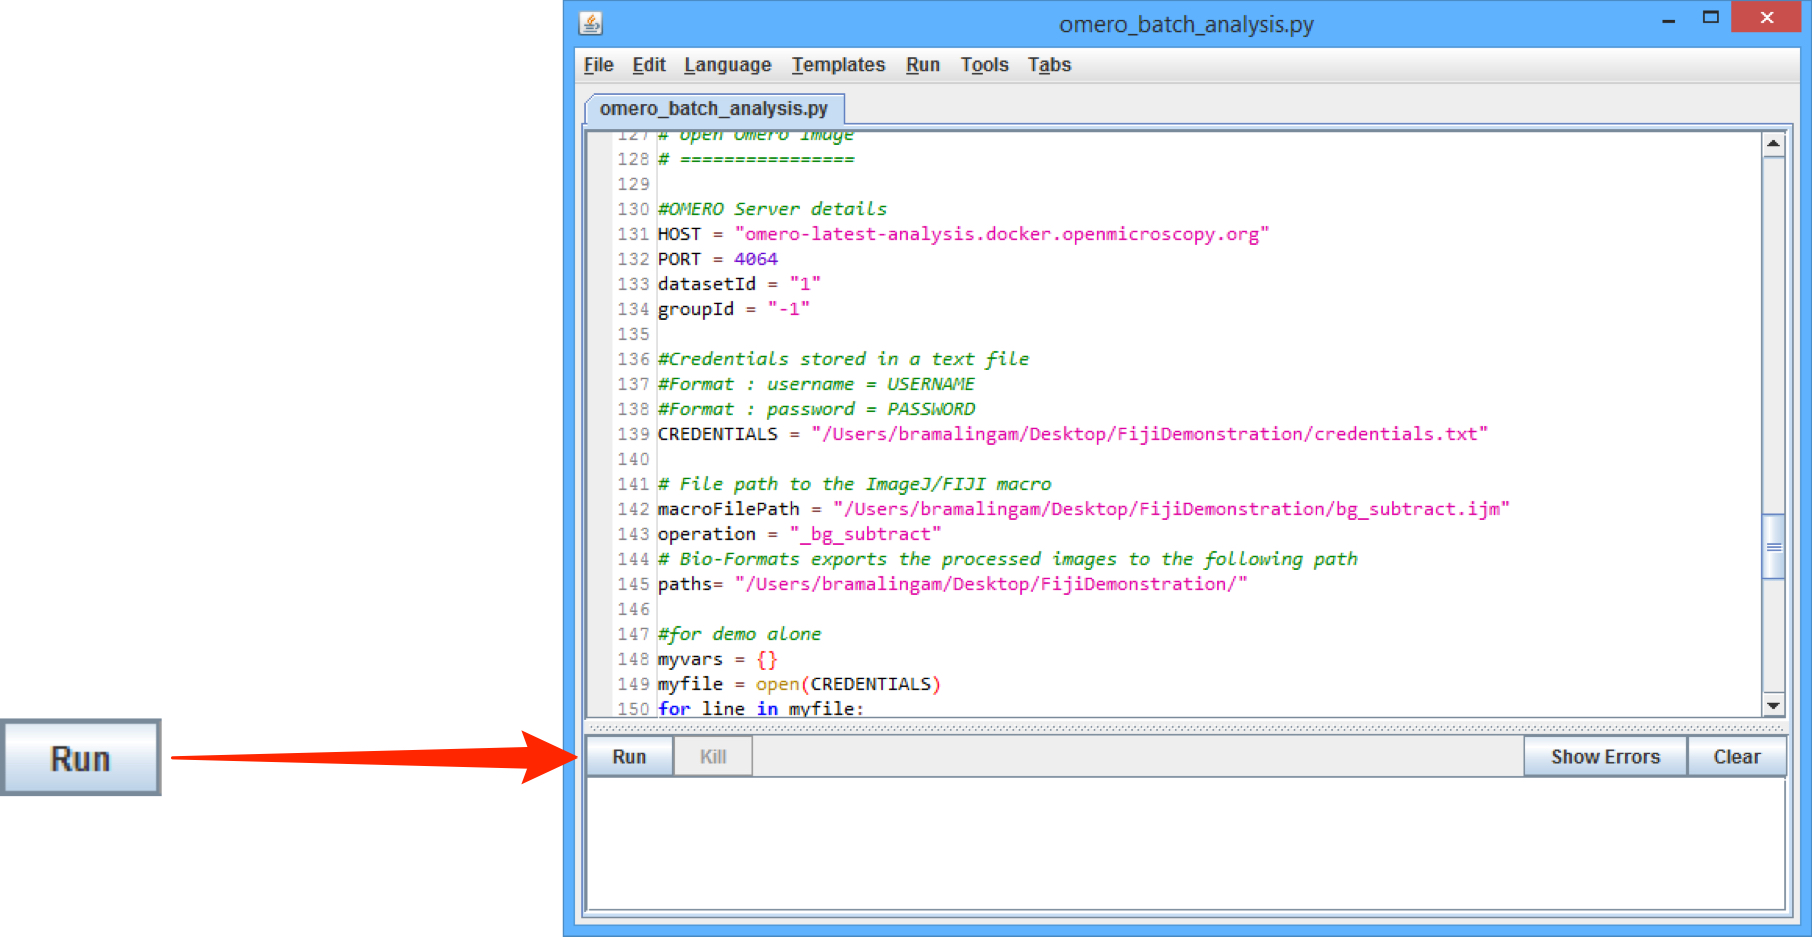 omero_batch_analysis.py
File Edit Language Templates Run Tools Tabs
omero_batch_analysis.py
127 # open Omero Image
128 # ================
129
130 #OMERO Server details
131 HOST = "omero-latest-analysis.docker.openmicroscopy.org"
132 PORT = 4064
133 datasetId = "1"
134 groupId = "-1"
135
136 #Credentials stored in a text file
137 #Format : username = USERNAME
138 #Format : password = PASSWORD
139 CREDENTIALS = "/Users/bramalingam/Desktop/FijiDemonstration/credentials.txt"
140
141 # File path to the ImageJ/FIJI macro
142 macroFilePath = "/Users/bramalingam/Desktop/FijiDemonstration/bg_subtract.ijm"
143 operation = "_bg_subtract"
144 # Bio-Formats exports the processed images to the following path
145 paths= "/Users/bramalingam/Desktop/FijiDemonstration/"
146
147 #for demo alone
148 myvars = {}
149 myfile = open(CREDENTIALS)
150 for line in myfile:
Run
Run Kill Show Errors Clear